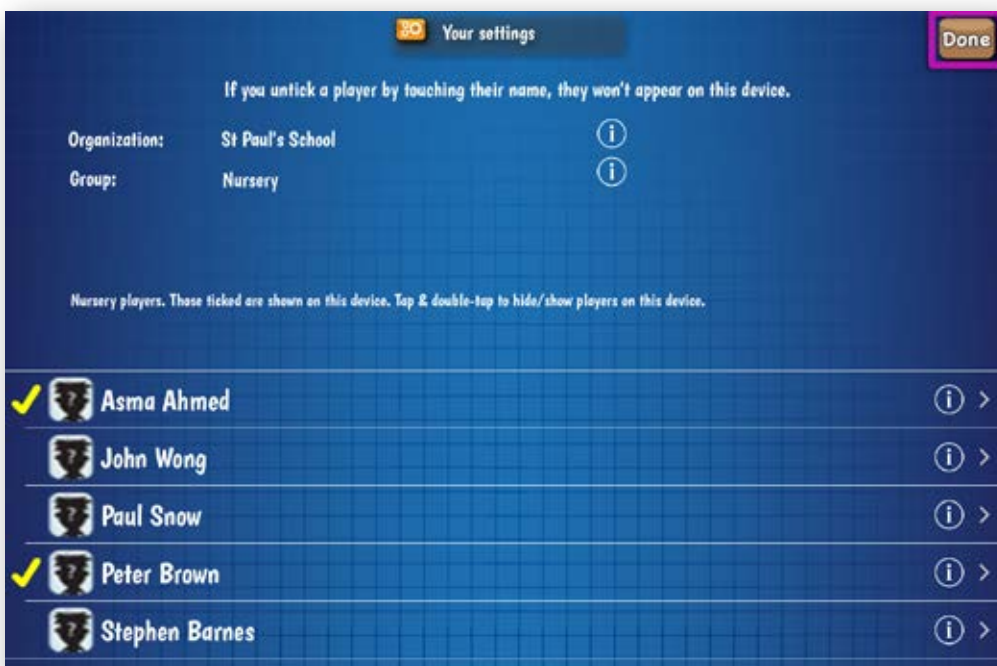 Your settings
Done
If you untick a player by touching their name, they won't appear on this device.
Organization: St Paul's School
Group: Nursery
Nursery players. Those ticked are shown on this device. Tap & double-tap to hide/show players on this device.
Asma Ahmed
John Wong
Paul Snow
Peter Brown
Stephen Barnes